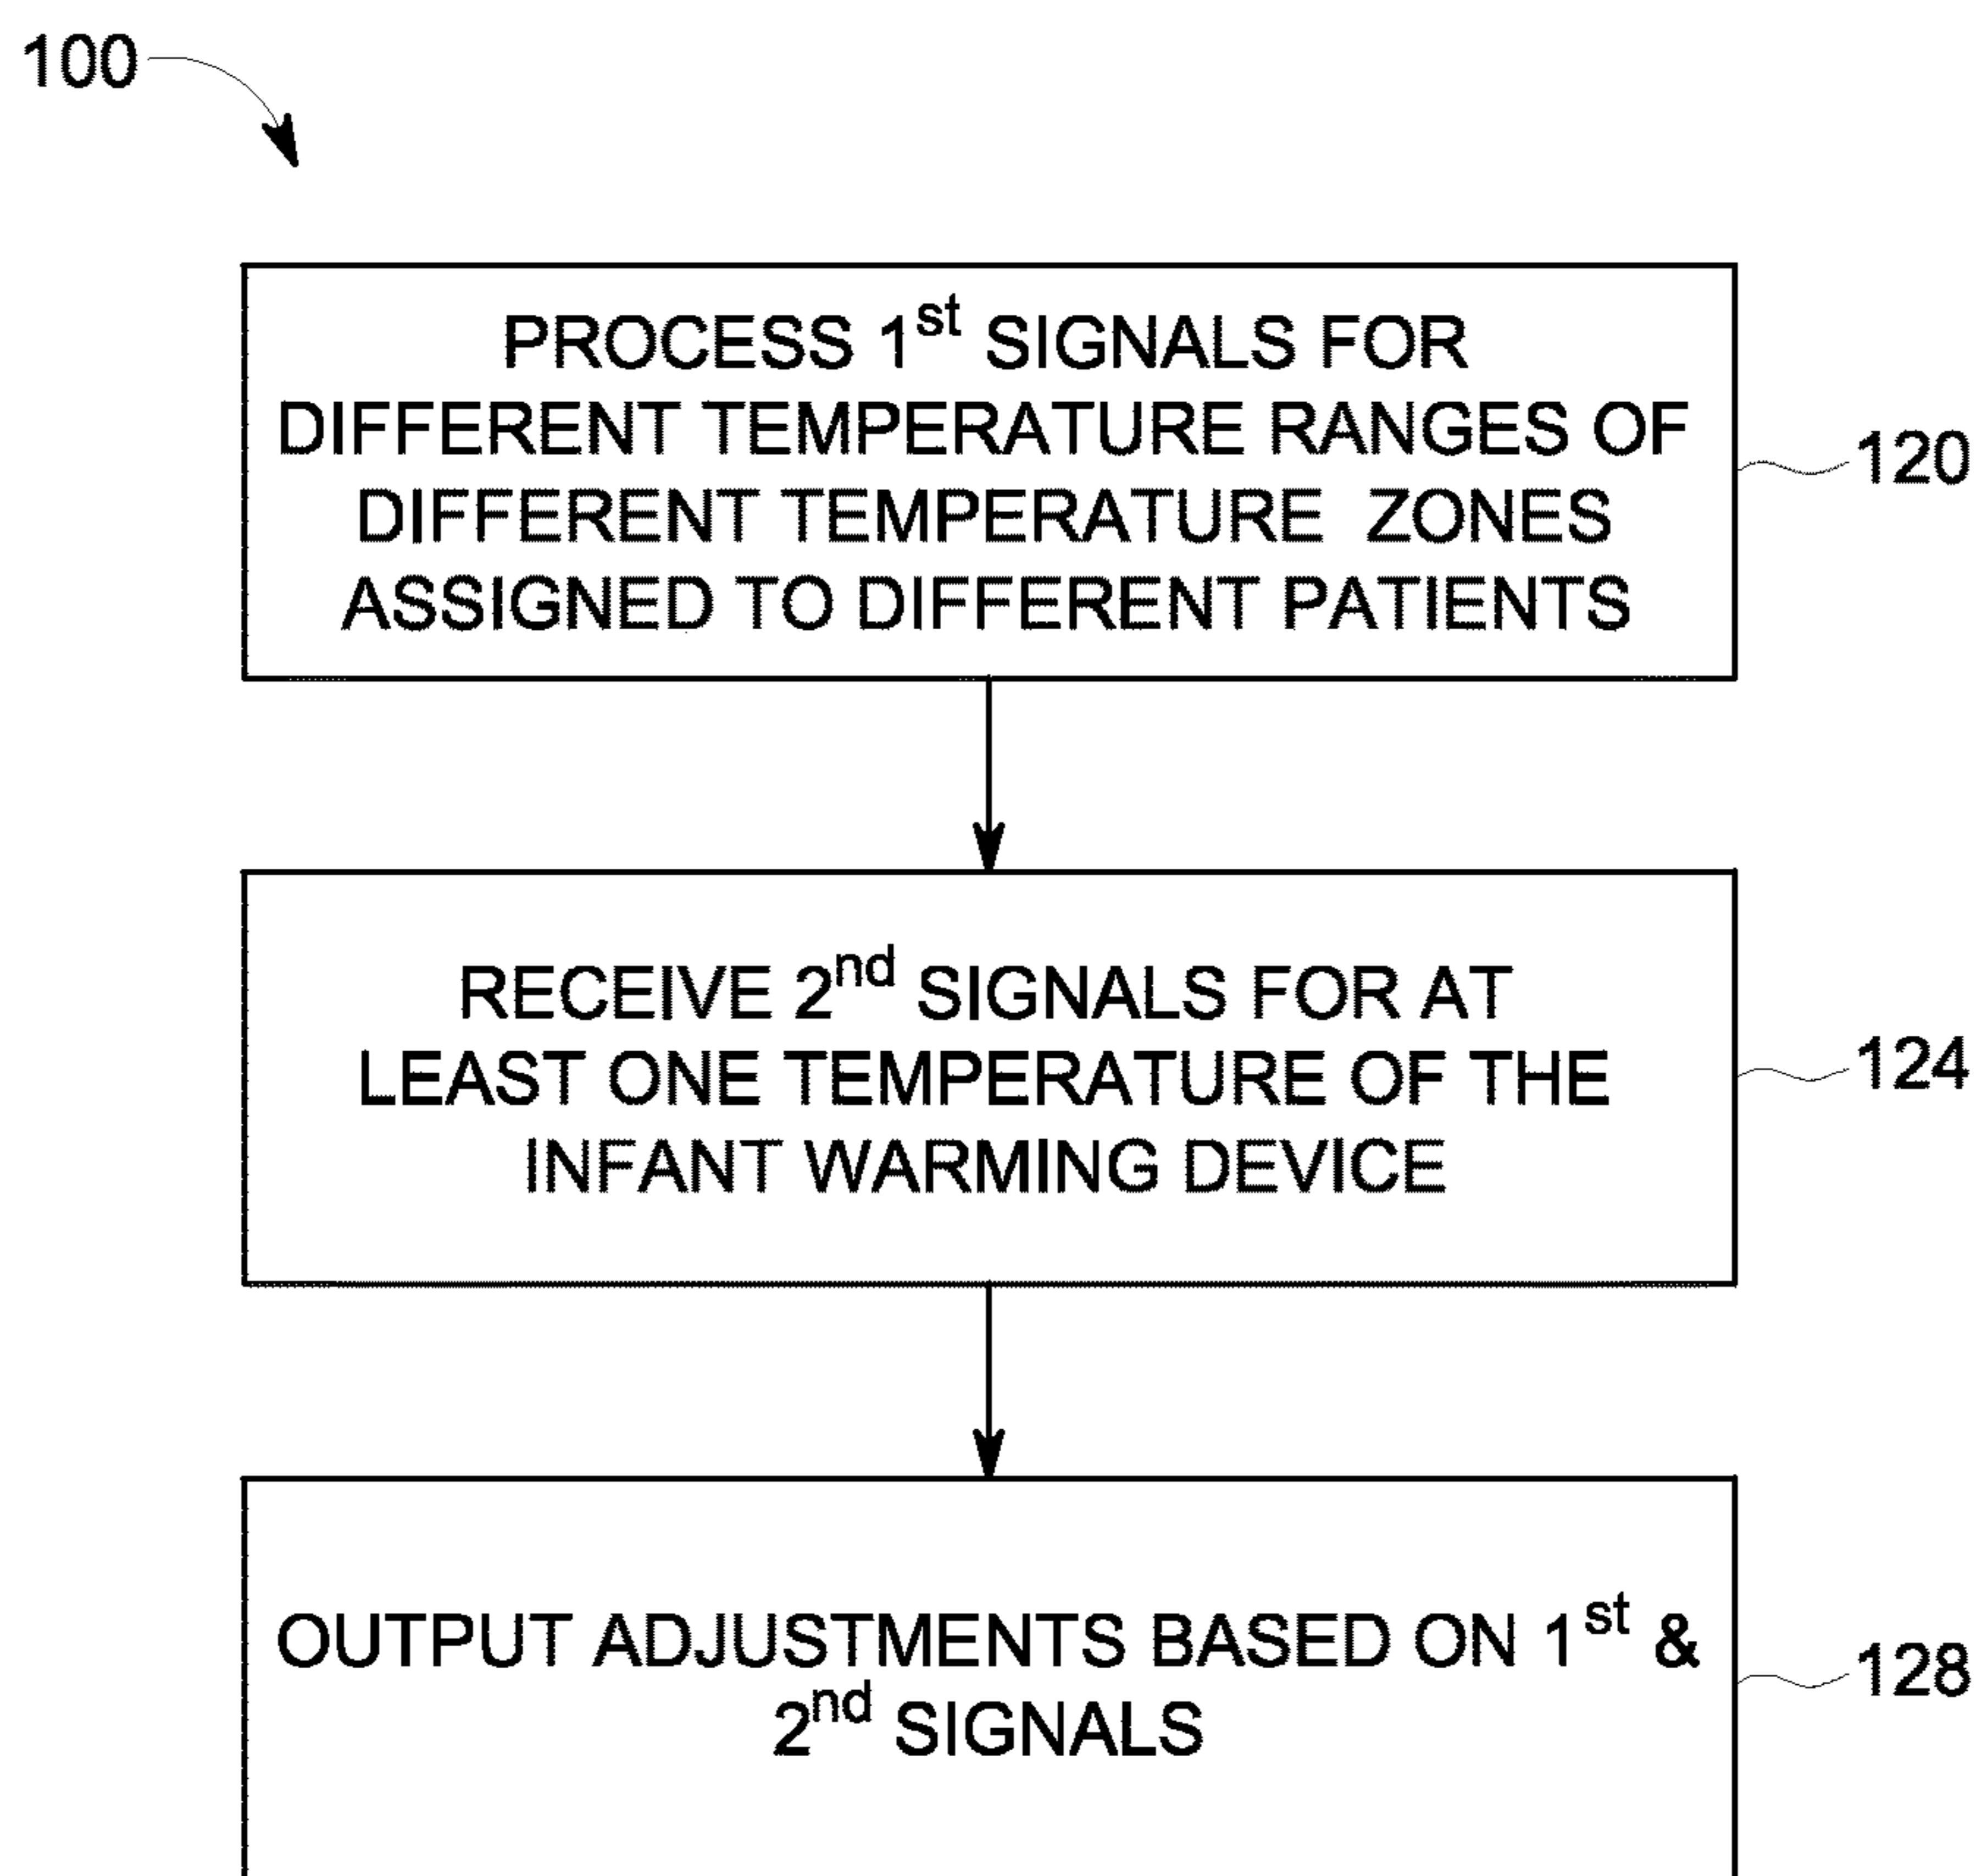 100
PROCESS 1st SIGNALS FOR
DIFFERENT TEMPERATURE RANGES OF
DIFFERENT TEMPERATURE ZONES
ASSIGNED TO DIFFERENT PATIENTS
120
RECEIVE 2nd SIGNALS FOR AT
LEAST ONE TEMPERATURE OF THE
INFANT WARMING DEVICE
124
OUTPUT ADJUSTMENTS BASED ON 1st &
2nd SIGNALS
128